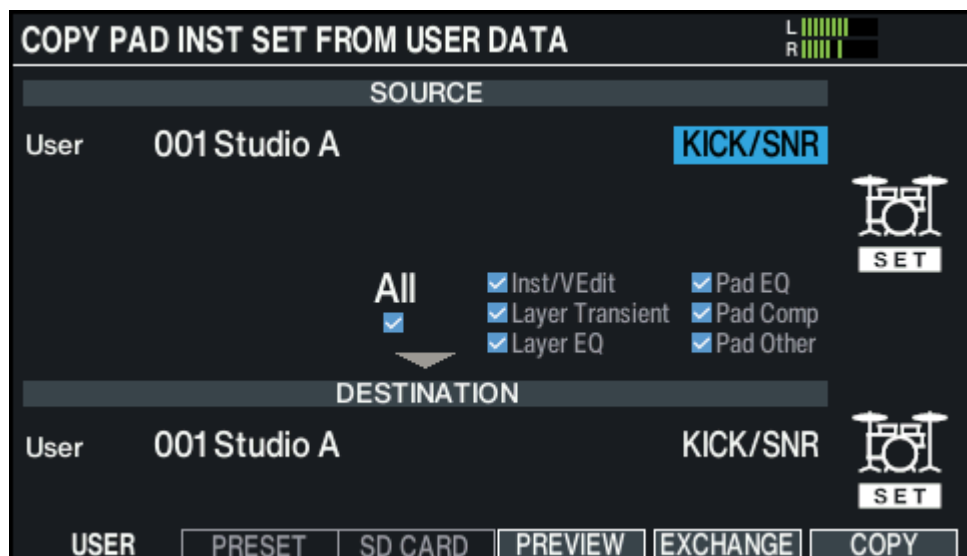 COPY PAD INST SET FROM USER DATA
L
R
SOURCE
User 001 Studio A KICK/SNR
SET
All
Inst/VEdit Pad EQ
Layer Transient Pad Comp
Layer EQ Pad Other
DESTINATION
User 001 Studio A KICK/SNR
SET
USER PRESET SD CARD PREVIEW EXCHANGE COPY